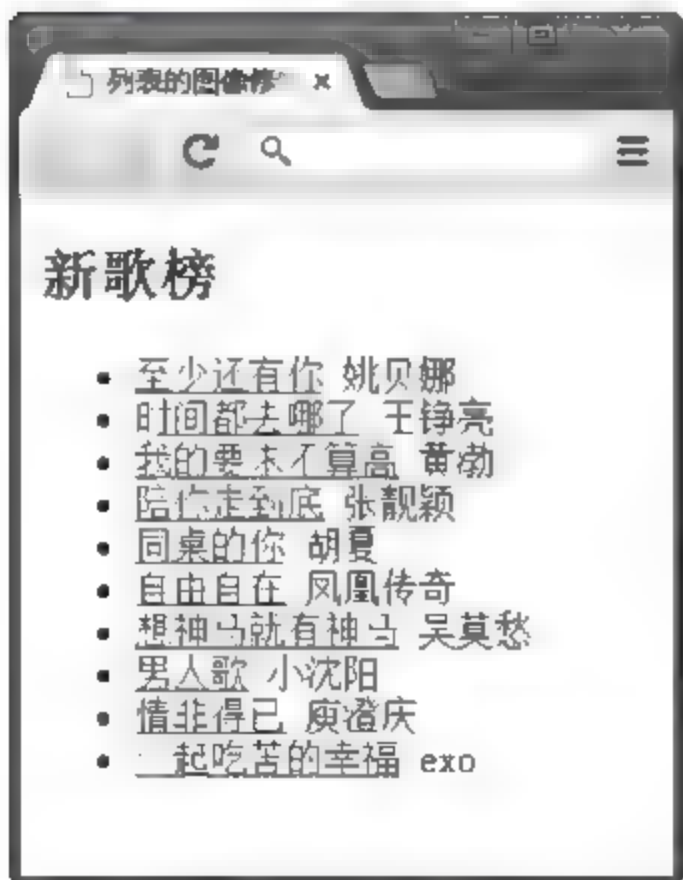 列表的图像修
新歌榜
至少还有你 姚贝娜
时间都去哪了 王铮亮
我的要求不算高 黄渤
陪你走到底 张靓颖
同桌的你 胡夏
自由自在 凤凰传奇
想神马就有神马 吴莫愁
男人歌 小沈阳
情非得已 庾澄庆
一起吃苦的幸福 exo